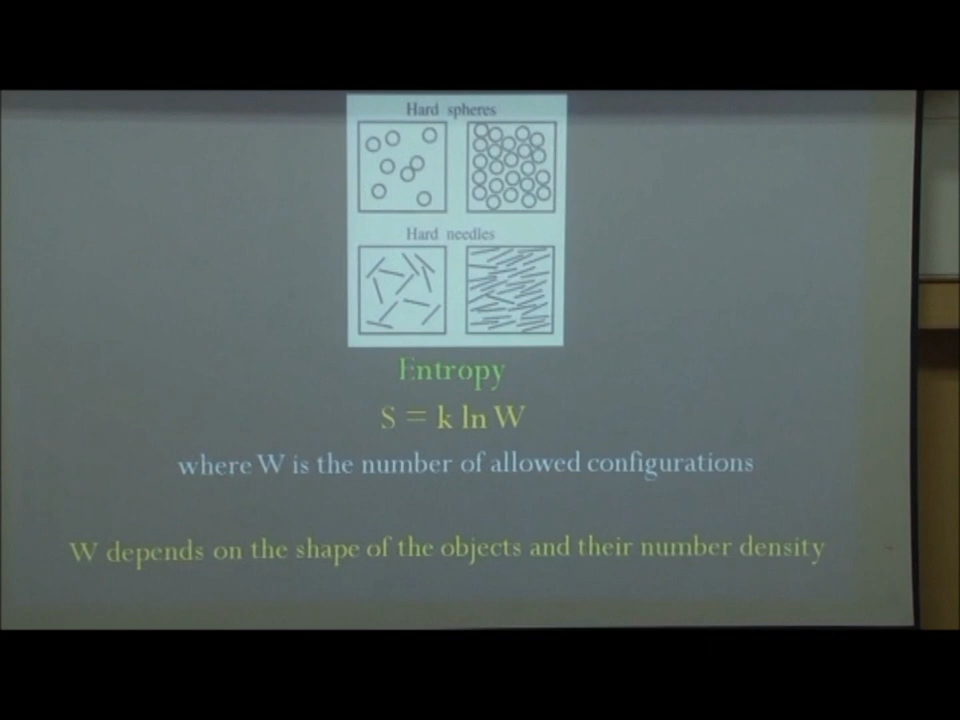 Hard spheres
Hard needles
Entropy
S = k ln W
where W is the number of allowed configurations
W depends on the shape of the objects and their number density